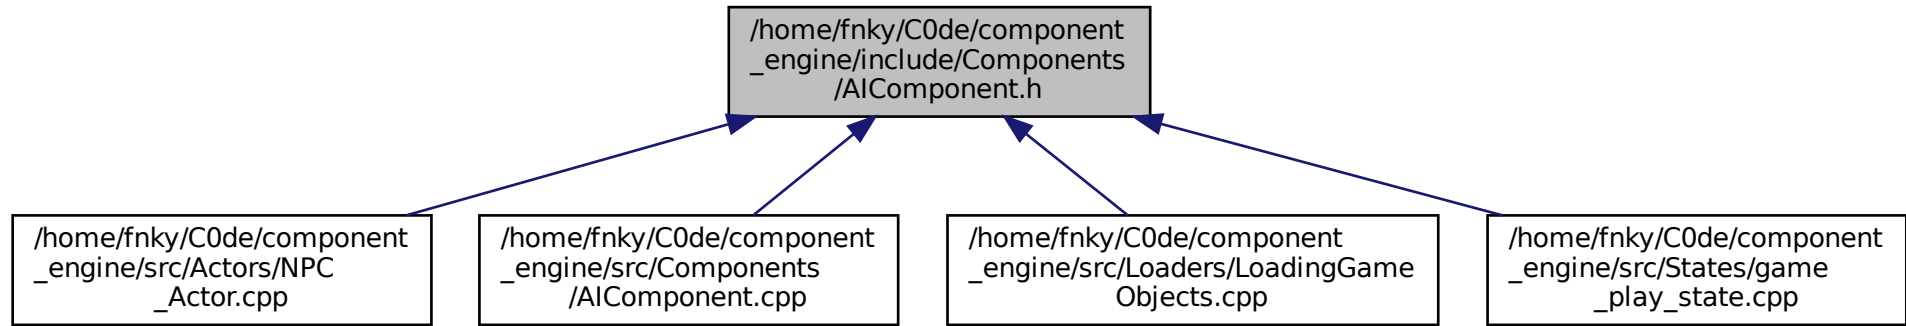 /home/fnky/C0de/component
_engine/include/Components
/AIComponent.h
/home/fnky/C0de/component
_engine/src/Actors/NPC
_Actor.cpp
/home/fnky/C0de/component
_engine/src/Components
/AIComponent.cpp
/home/fnky/C0de/component
_engine/src/Loaders/LoadingGame
Objects.cpp
/home/fnky/C0de/component
_engine/src/States/game
_play_state.cpp